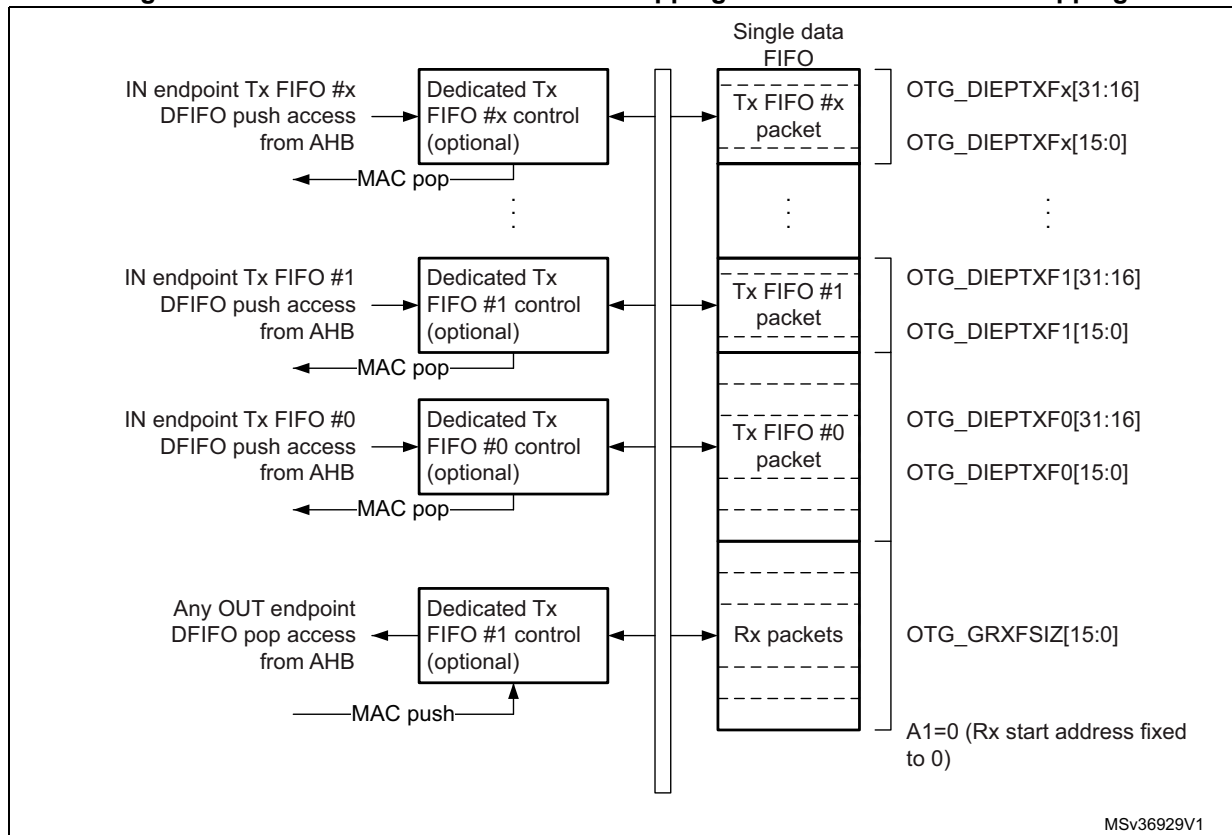 Single data
FIFO
IN endpoint Tx FIFO #x
DFIFO push access
from AHB
Dedicated Tx
FIFO #x control
(optional)
Tx FIFO #x
packet
OTG_DIEPTXFx[31:16]
OTG_DIEPTXFx[15:0]
MAC pop
IN endpoint Tx FIFO #1
DFIFO push access
from AHB
Dedicated Tx
FIFO #1 control
(optional)
Tx FIFO #1
packet
OTG_DIEPTXF1[31:16]
OTG_DIEPTXF1[15:0]
MAC pop
IN endpoint Tx FIFO #0
DFIFO push access
from AHB
Dedicated Tx
FIFO #0 control
(optional)
Tx FIFO #0
packet
OTG_DIEPTXF0[31:16]
OTG_DIEPTXF0[15:0]
MAC pop
Any OUT endpoint
DFIFO pop access
from AHB
Dedicated Tx
FIFO #1 control
(optional)
Rx packets
OTG_GRXFSIZ[15:0]
MAC push
A1=0 (Rx start address fixed
to 0)
MSv36929V1